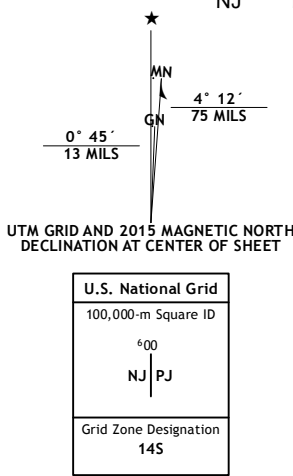 NJ
★
MN
4° 12´
75 MILS
GN
0° 45´
13 MILS
UTM GRID AND 2015 MAGNETIC NORTH
DECLINATION AT CENTER OF SHEET
U.S. National Grid
100,000-m Square ID
⁶00
NJ PJ
Grid Zone Designation
14S